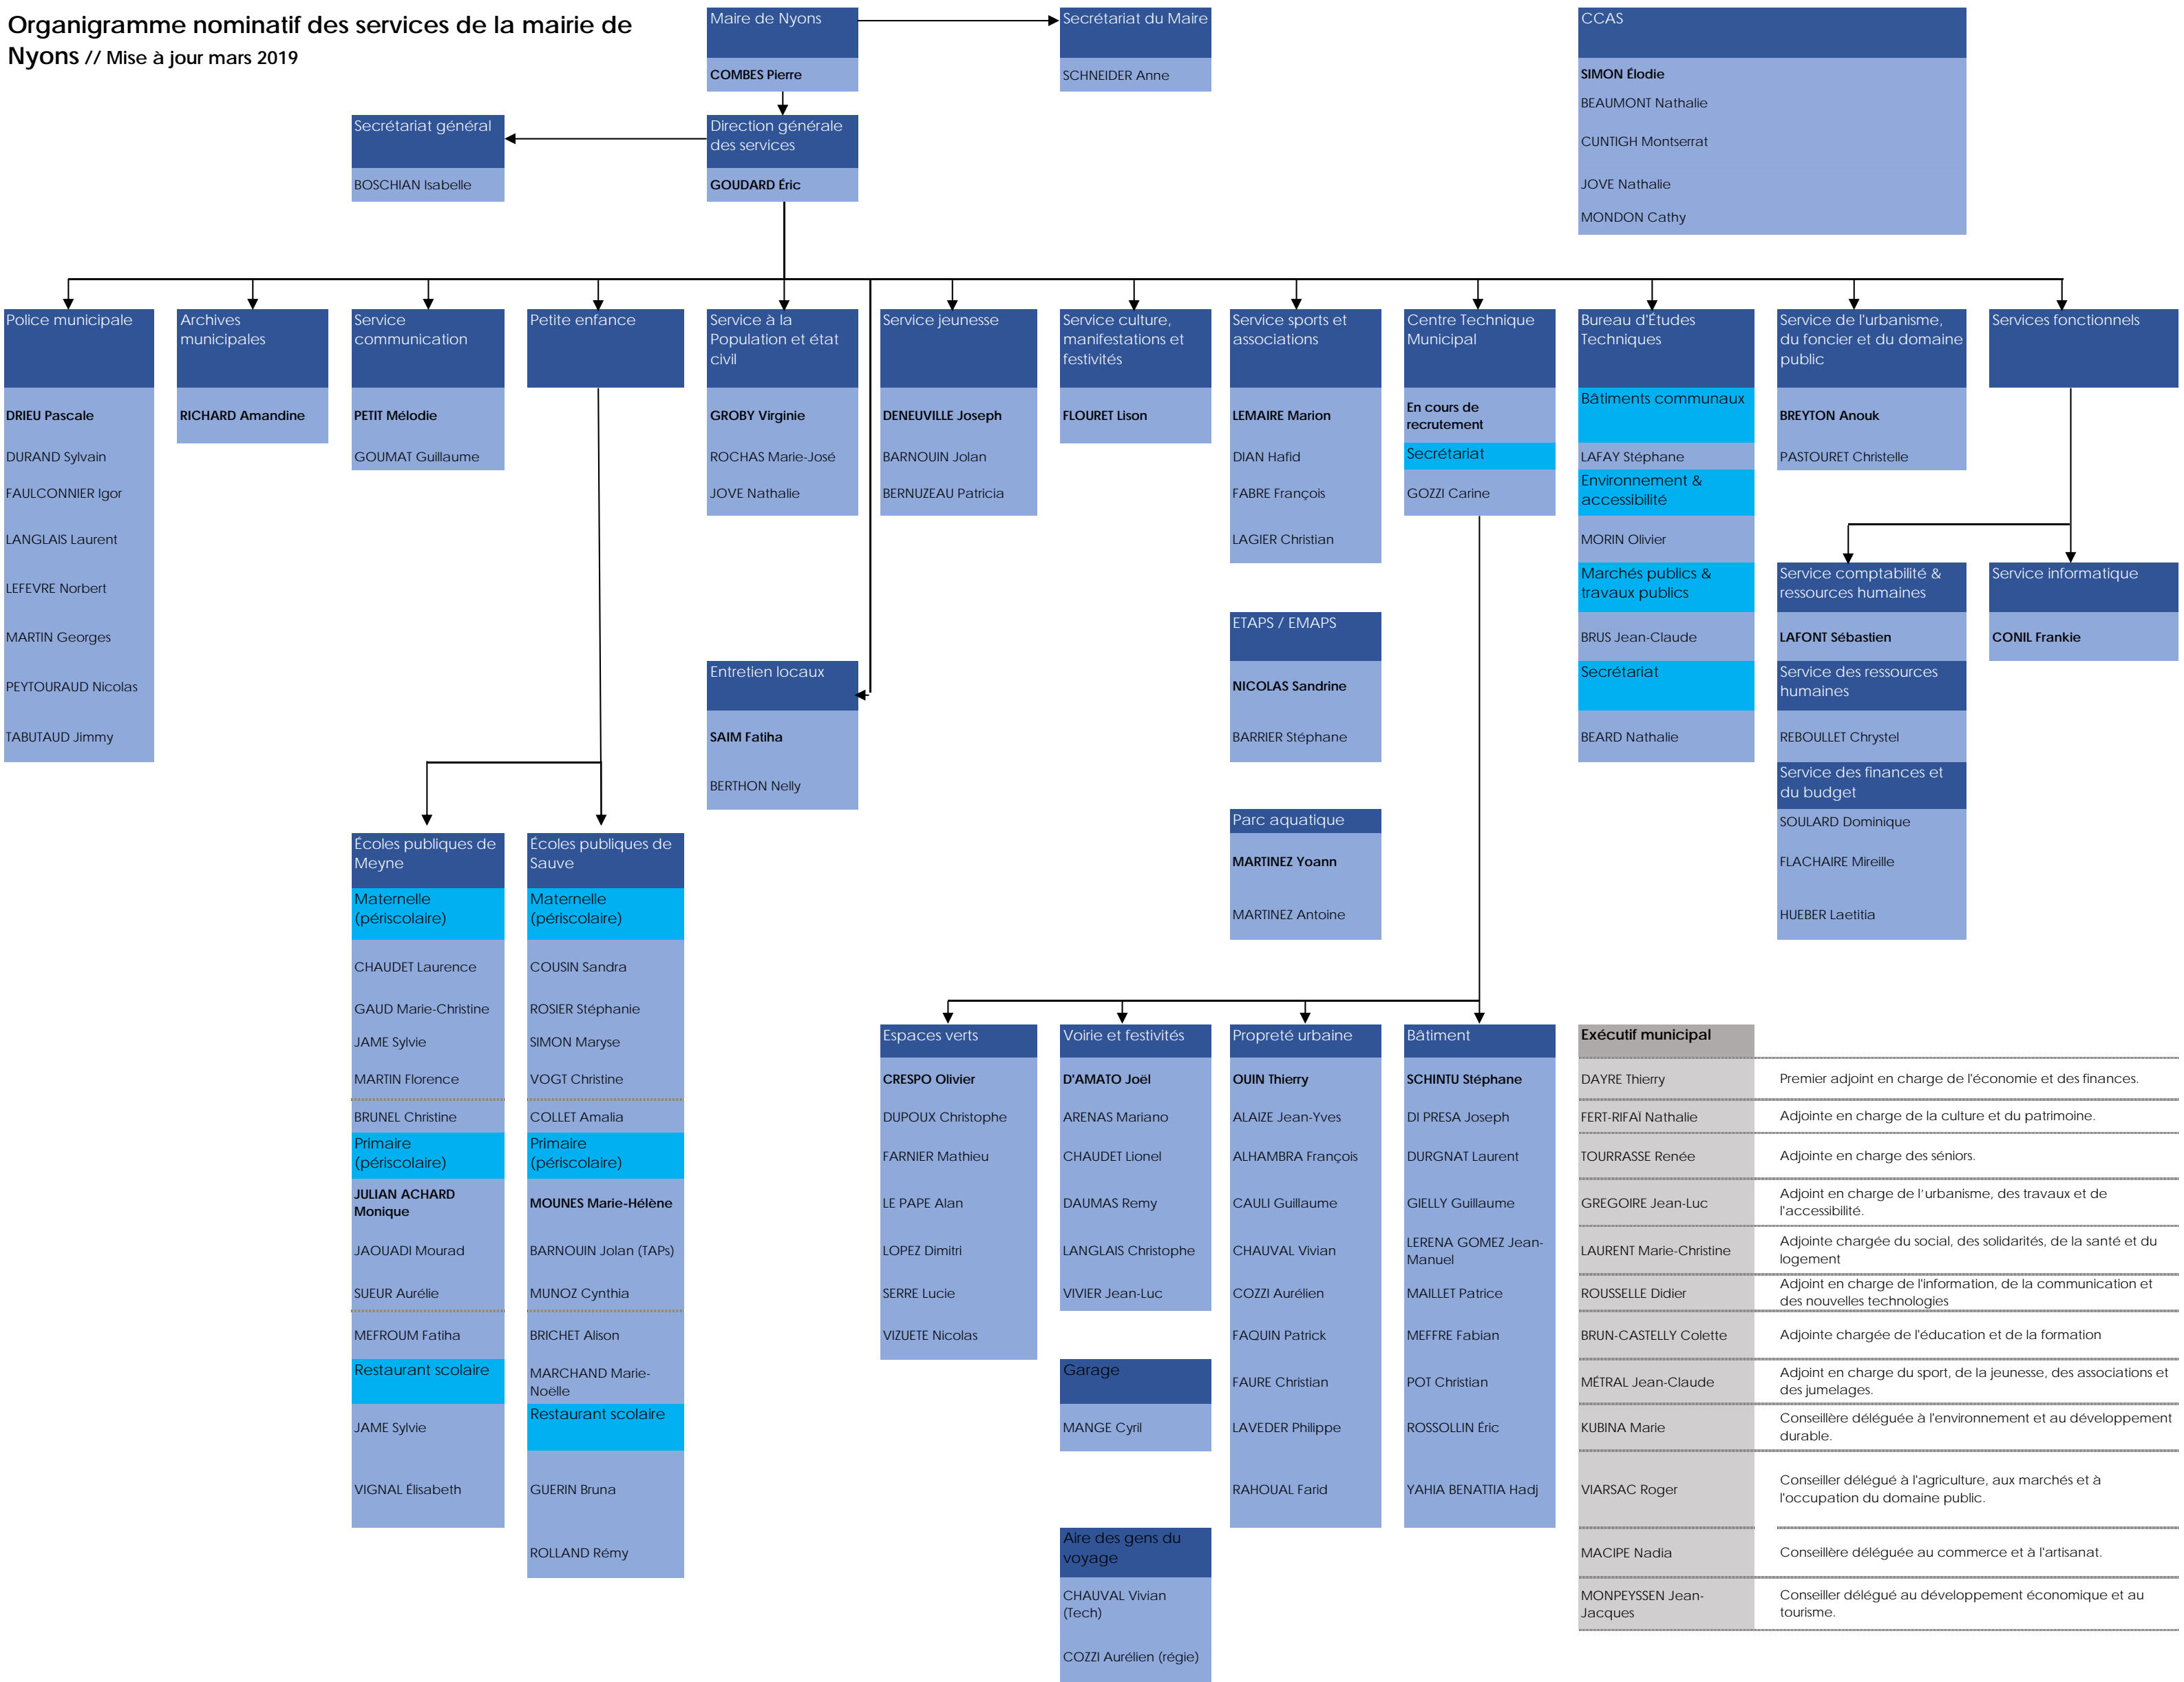 Organigramme nominatif des services de la mairie de
Nyons // Mise à jour mars 2019
Maire de Nyons
COMBES Pierre
Secrétariat du Maire
SCHNEIDER Anne
CCAS
SIMON Élodie
BEAUMONT Nathalie
CUNTIGH Montserrat
JOVE Nathalie
MONDON Cathy
Secrétariat général
BOSCHIAN Isabelle
Direction générale
des services
GOUDARD Éric
Police municipale
DRIEU Pascale
DURAND Sylvain
FAULCONNIER Igor
LANGLAIS Laurent
LEFEVRE Norbert
MARTIN Georges
PEYTOURAUD Nicolas
TABUTAUD Jimmy
Archives
municipales
RICHARD Amandine
Service
communication
PETIT Mélodie
GOUMAT Guillaume
Petite enfance
Service à la
Population et état
civil
GROBY Virginie
ROCHAS Marie-José
JOVE Nathalie
Service jeunesse
DENEUVILLE Joseph
BARNOUIN Jolan
BERNUZEAU Patricia
Service culture,
manifestations et
festivités
FLOURET Lison
Service sports et
associations
LEMAIRE Marion
DIAN Hafid
FABRE François
LAGIER Christian
Centre Technique
Municipal
En cours de
recrutement
Secrétariat
GOZZI Carine
Bureau d'Études
Techniques
Bâtiments communaux
LAFAY Stéphane
Environnement &
accessibilité
MORIN Olivier
Marchés publics &
travaux publics
BRUS Jean-Claude
Secrétariat
BEARD Nathalie
Service de l'urbanisme,
du foncier et du domaine
public
BREYTON Anouk
PASTOURET Christelle
Services fonctionnels
Service comptabilité &
ressources humaines
LAFONT Sébastien
Service des ressources
humaines
REBOULLET Chrystel
Service des finances et
du budget
SOULARD Dominique
FLACHAIRE Mireille
HUEBER Laetitia
Service informatique
CONIL Frankie
ETAPS / EMAPS
NICOLAS Sandrine
BARRIER Stéphane
Entretien locaux
SAIM Fatiha
BERTHON Nelly
Parc aquatique
MARTINEZ Yoann
MARTINEZ Antoine
Écoles publiques de
Meyne
Maternelle
(périscolaire)
CHAUDET Laurence
GAUD Marie-Christine
JAME Sylvie
MARTIN Florence
BRUNEL Christine
Primaire
(périscolaire)
JULIAN ACHARD
Monique
JAOUADI Mourad
SUEUR Aurélie
MEFROUM Fatiha
Restaurant scolaire
JAME Sylvie
VIGNAL Élisabeth
Écoles publiques de
Sauve
Maternelle
(périscolaire)
COUSIN Sandra
ROSIER Stéphanie
SIMON Maryse
VOGT Christine
COLLET Amalia
Primaire
(périscolaire)
MOUNES Marie-Hélène
BARNOUIN Jolan (TAPs)
MUNOZ Cynthia
BRICHET Alison
MARCHAND Marie-
Noëlle
Restaurant scolaire
GUERIN Bruna
ROLLAND Rémy
Espaces verts
CRESPO Olivier
DUPOUX Christophe
FARNIER Mathieu
LE PAPE Alan
LOPEZ Dimitri
SERRE Lucie
VIZUETE Nicolas
Voirie et festivités
D'AMATO Joël
ARENAS Mariano
CHAUDET Lionel
DAUMAS Remy
LANGLAIS Christophe
VIVIER Jean-Luc
Garage
MANGE Cyril
Aire des gens du
voyage
CHAUVAL Vivian
(Tech)
COZZI Aurélien (régie)
Propreté urbaine
OUIN Thierry
ALAIZE Jean-Yves
ALHAMBRA François
CAULI Guillaume
CHAUVAL Vivian
COZZI Aurélien
FAQUIN Patrick
FAURE Christian
LAVEDER Philippe
RAHOUAL Farid
Bâtiment
SCHINTU Stéphane
DI PRESA Joseph
DURGNAT Laurent
GIELLY Guillaume
LERENA GOMEZ Jean-
Manuel
MAILLET Patrice
MEFFRE Fabian
POT Christian
ROSSOLLIN Éric
YAHIA BENATTIA Hadj
Exécutif municipal
DAYRE Thierry
Premier adjoint en charge de l'économie et des finances.
FERT-RIFAÏ Nathalie
Adjointe en charge de la culture et du patrimoine.
TOURRASSE Renée
Adjointe en charge des séniors.
GREGOIRE Jean-Luc
Adjoint en charge de l'urbanisme, des travaux et de
l'accessibilité.
LAURENT Marie-Christine
Adjointe chargée du social, des solidarités, de la santé et du
logement
ROUSSELLE Didier
Adjoint en charge de l'information, de la communication et
des nouvelles technologies
BRUN-CASTELLY Colette
Adjointe chargée de l'éducation et de la formation
MÉTRAL Jean-Claude
Adjoint en charge du sport, de la jeunesse, des associations et
des jumelages.
KUBINA Marie
Conseillère déléguée à l'environnement et au développement
durable.
VIARSAC Roger
Conseiller délégué à l'agriculture, aux marchés et à
l'occupation du domaine public.
MACIPE Nadia
Conseillère déléguée au commerce et à l'artisanat.
MONPEYSSEN Jean-
Jacques
Conseiller délégué au développement économique et au
tourisme.